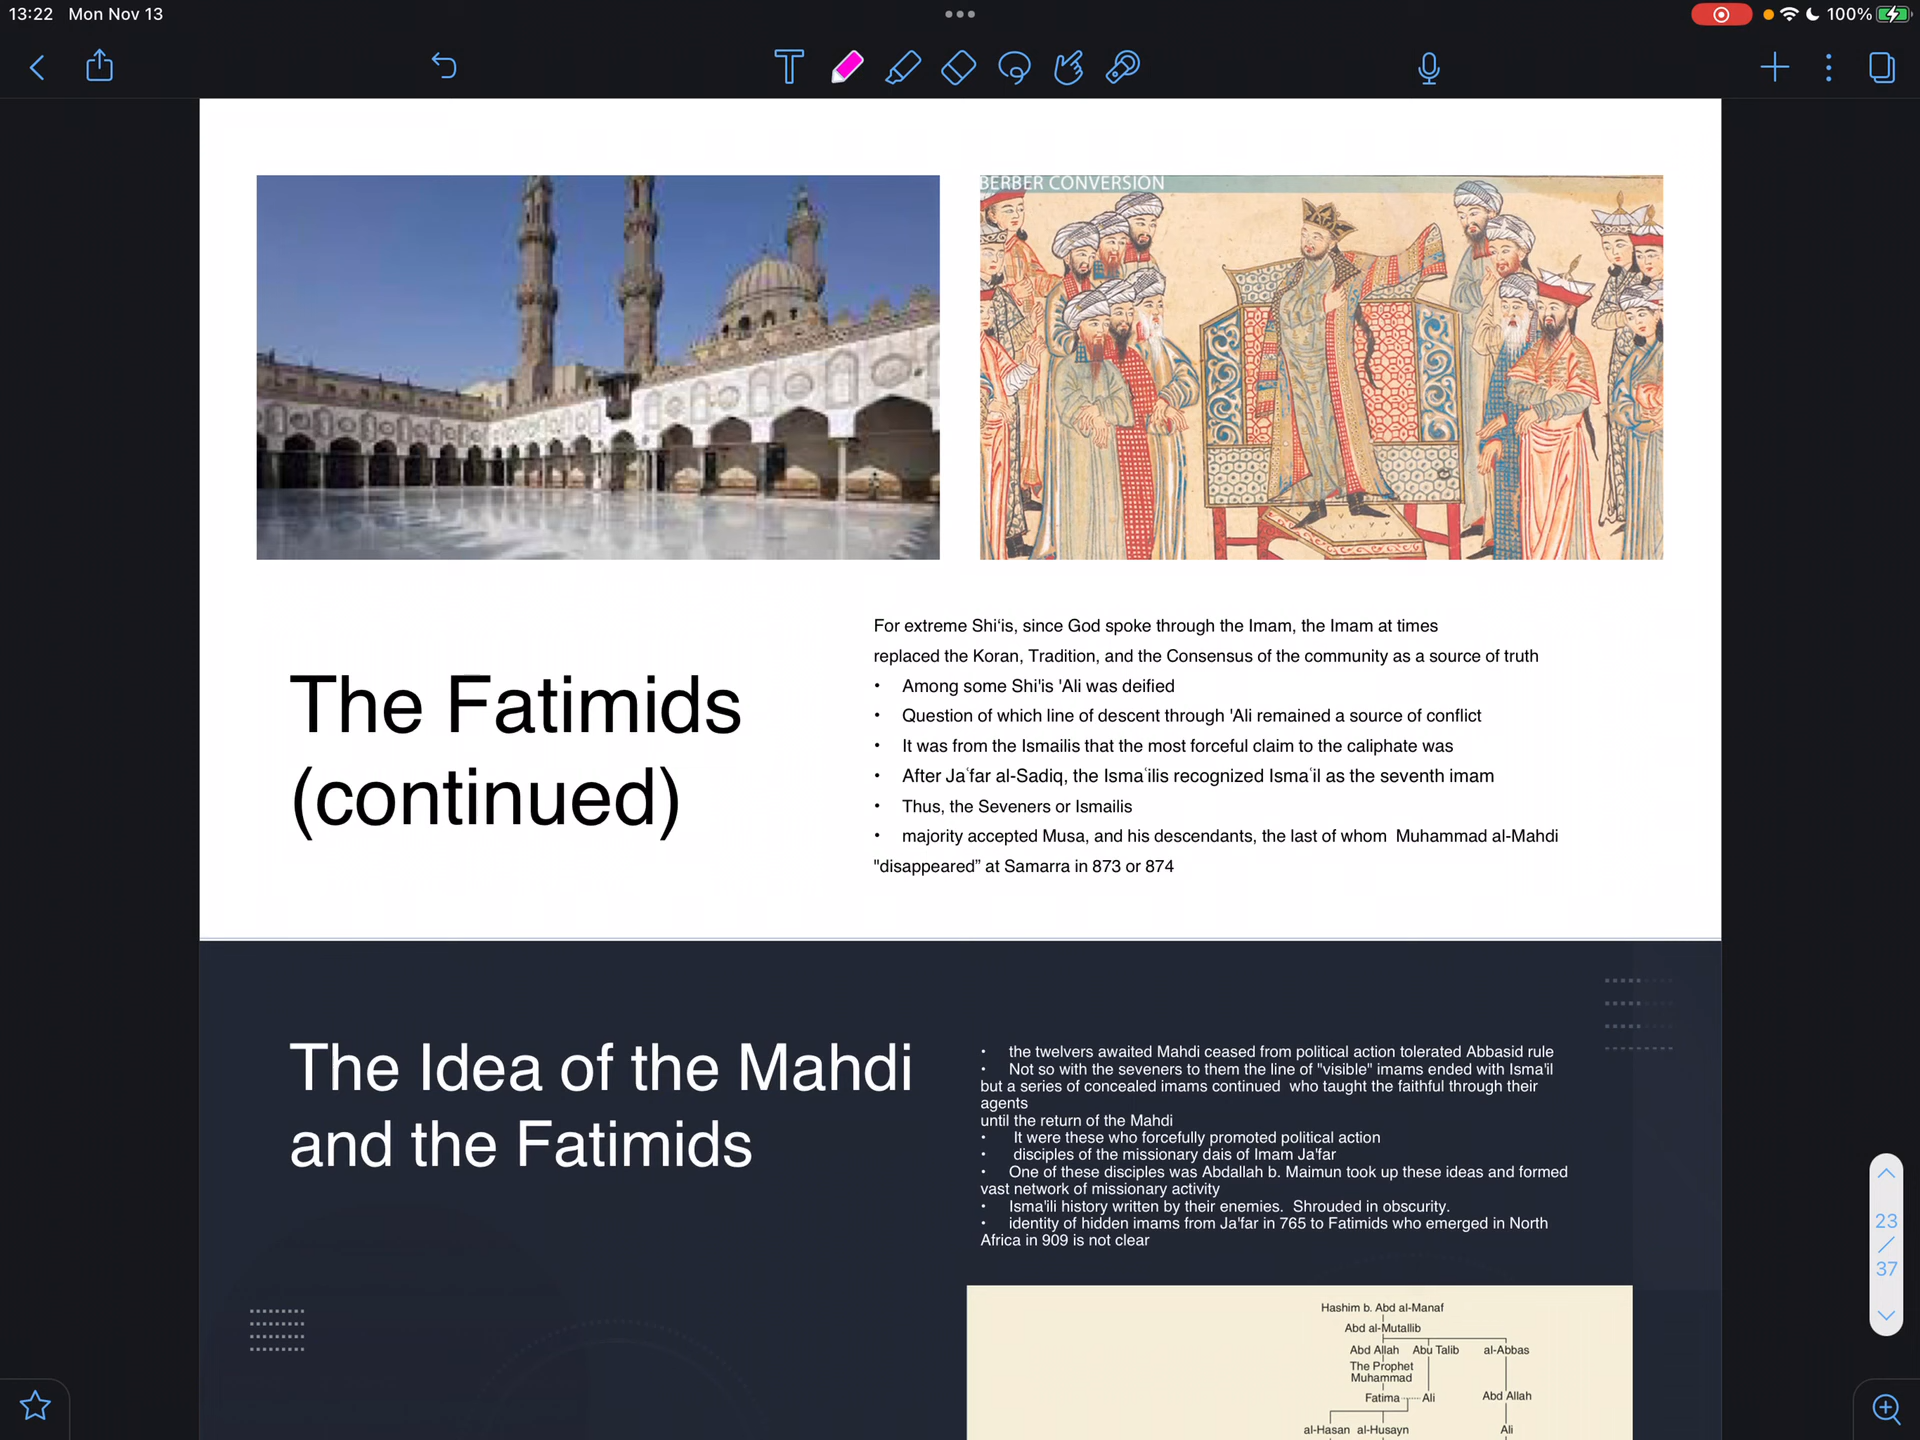 13:22 Mon Nov 13
100%
BERBER CONVERSION
The Fatimids
(continued)
For extreme Shi‘is, since God spoke through the Imam, the Imam at times
replaced the Koran, Tradition, and the Consensus of the community as a source of truth
• Among some Shi'is 'Ali was deified
• Question of which line of descent through 'Ali remained a source of conflict
• It was from the Ismailis that the most forceful claim to the caliphate was
• After Jaʿfar al-Sadiq, the Ismaʿilis recognized Ismaʿil as the seventh imam
• Thus, the Seveners or Ismailis
• majority accepted Musa, and his descendants, the last of whom Muhammad al-Mahdi
"disappeared” at Samarra in 873 or 874
The Idea of the Mahdi
and the Fatimids
• the twelvers awaited Mahdi ceased from political action tolerated Abbasid rule
• Not so with the seveners to them the line of "visible" imams ended with Isma'il
but a series of concealed imams continued who taught the faithful through their
agents
until the return of the Mahdi
• It were these who forcefully promoted political action
• disciples of the missionary dais of Imam Ja'far
• One of these disciples was Abdallah b. Maimun took up these ideas and formed
vast network of missionary activity
• Isma'ili history written by their enemies. Shrouded in obscurity.
• identity of hidden imams from Ja'far in 765 to Fatimids who emerged in North
Africa in 909 is not clear
Hashim b. Abd al-Manaf
Abd al-Mutallib
Abd Allah Abu Talib al-Abbas
The Prophet
Muhammad
Fatima Ali Abd Allah
al-Hasan al-Husayn Ali
23
/
37